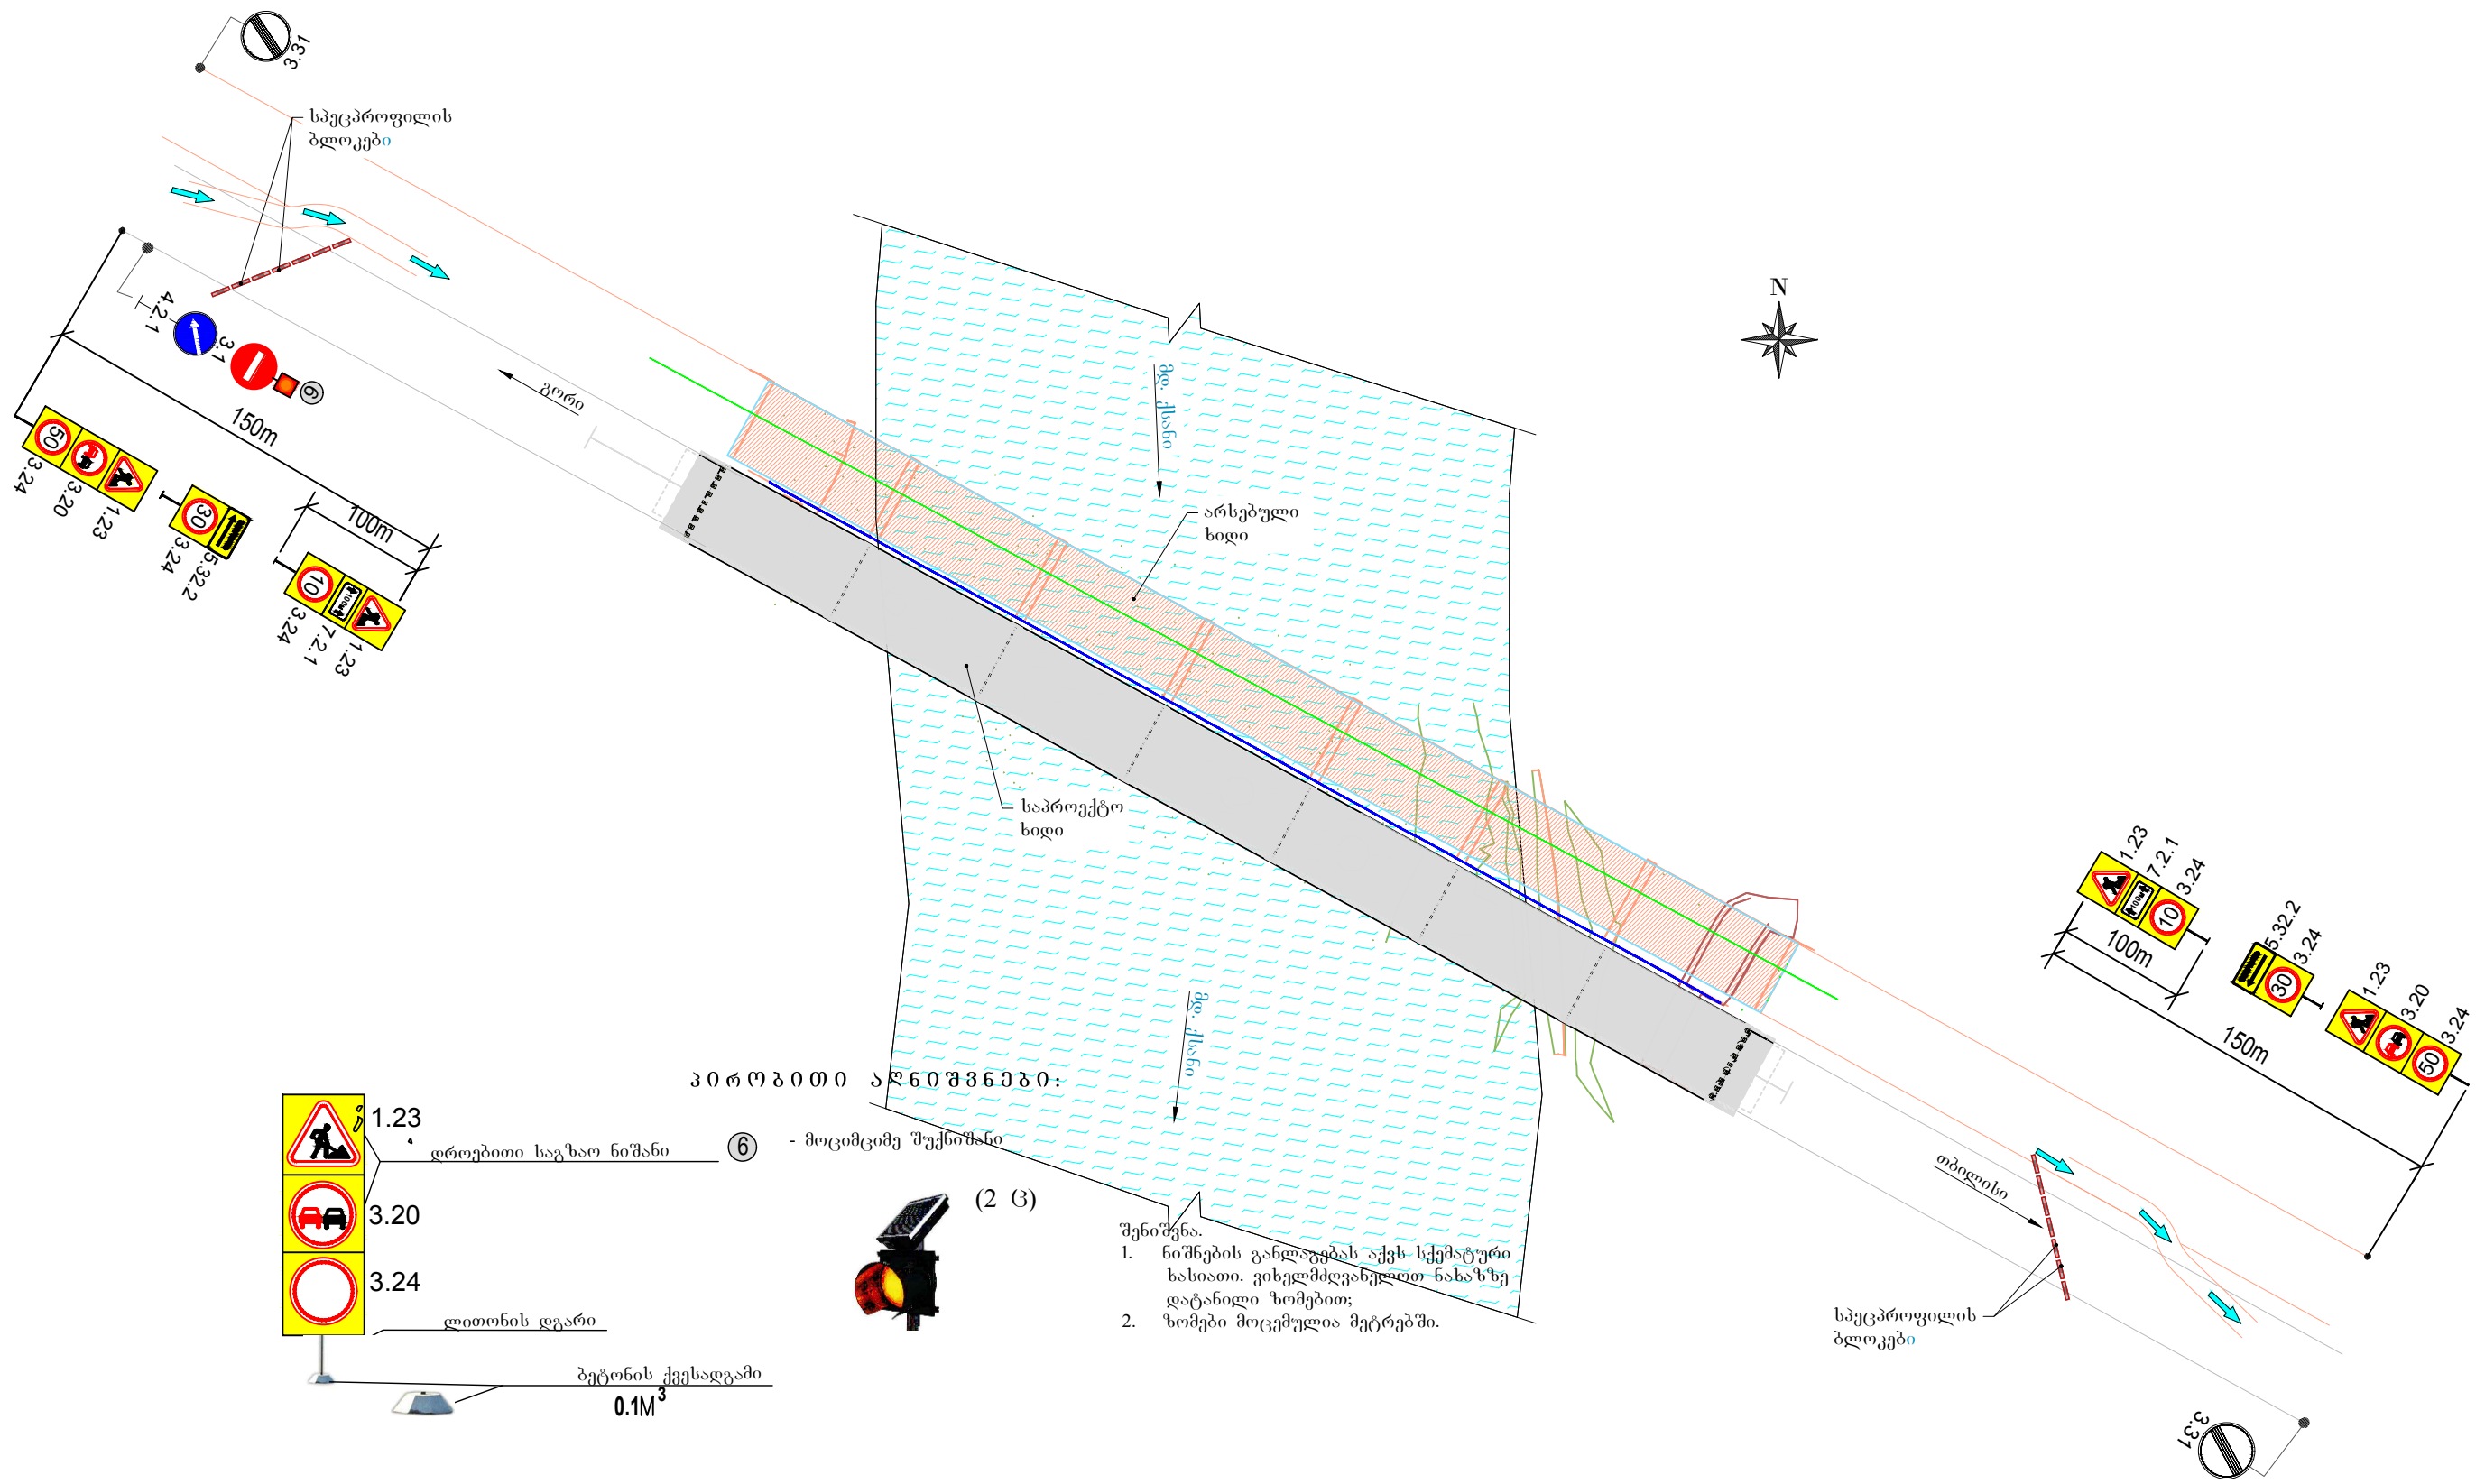 3.31
სპეცპროფილის
ბლოკები
4.2.1
3.1
6
150m
50
3.24
3.20
1.23
30
3.24
5.32.2
100m
10
100м
3.24
7.2.1
1.23
გორი
მდ. ქსანი
არსებული
ხიდი
N
საპროექტო
ხიდი
მდ. ქსანი
1.23
7.2.1
3.24
100м
10
100m
5.32.2
3.24
30
1.23
3.20
3.24
50
150m
თბილისი
სპეცპროფილის
ბლოკები
3.31
პირობითი აღნიშვნები:
1.23
დროებითი საგზაო ნიშანი
3.20
3.24
ლითონის დგარი
ბეტონის ქვესადგამი
0.1M³
6 - მოციმციმე შუქნიშანი
(2 ც)
შენიშვნა.
1. ნიშნების განლაგებას აქვს სქემატური
ხასიათი. ვიხელმძღვანელოთ ნახაზზე
დატანილი ზომებით;
2. ზომები მოცემულია მეტრებში.